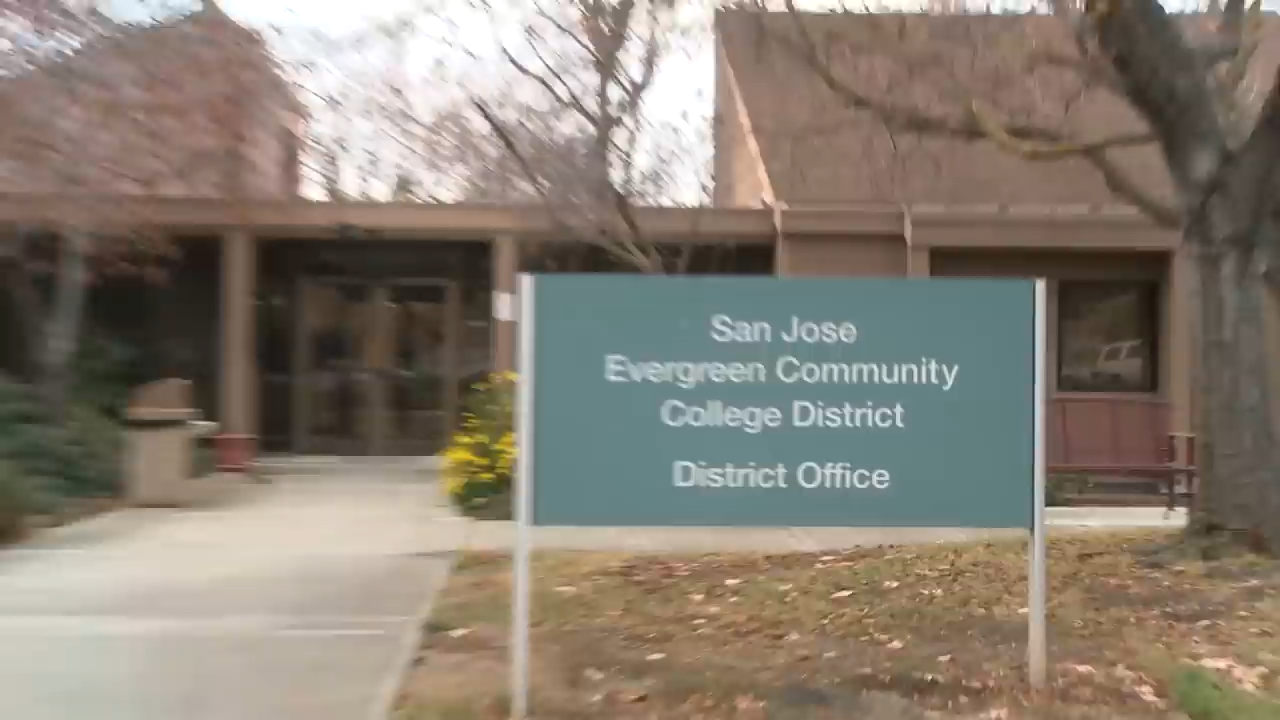 San Jose
Evergreen Community
College District
District Office